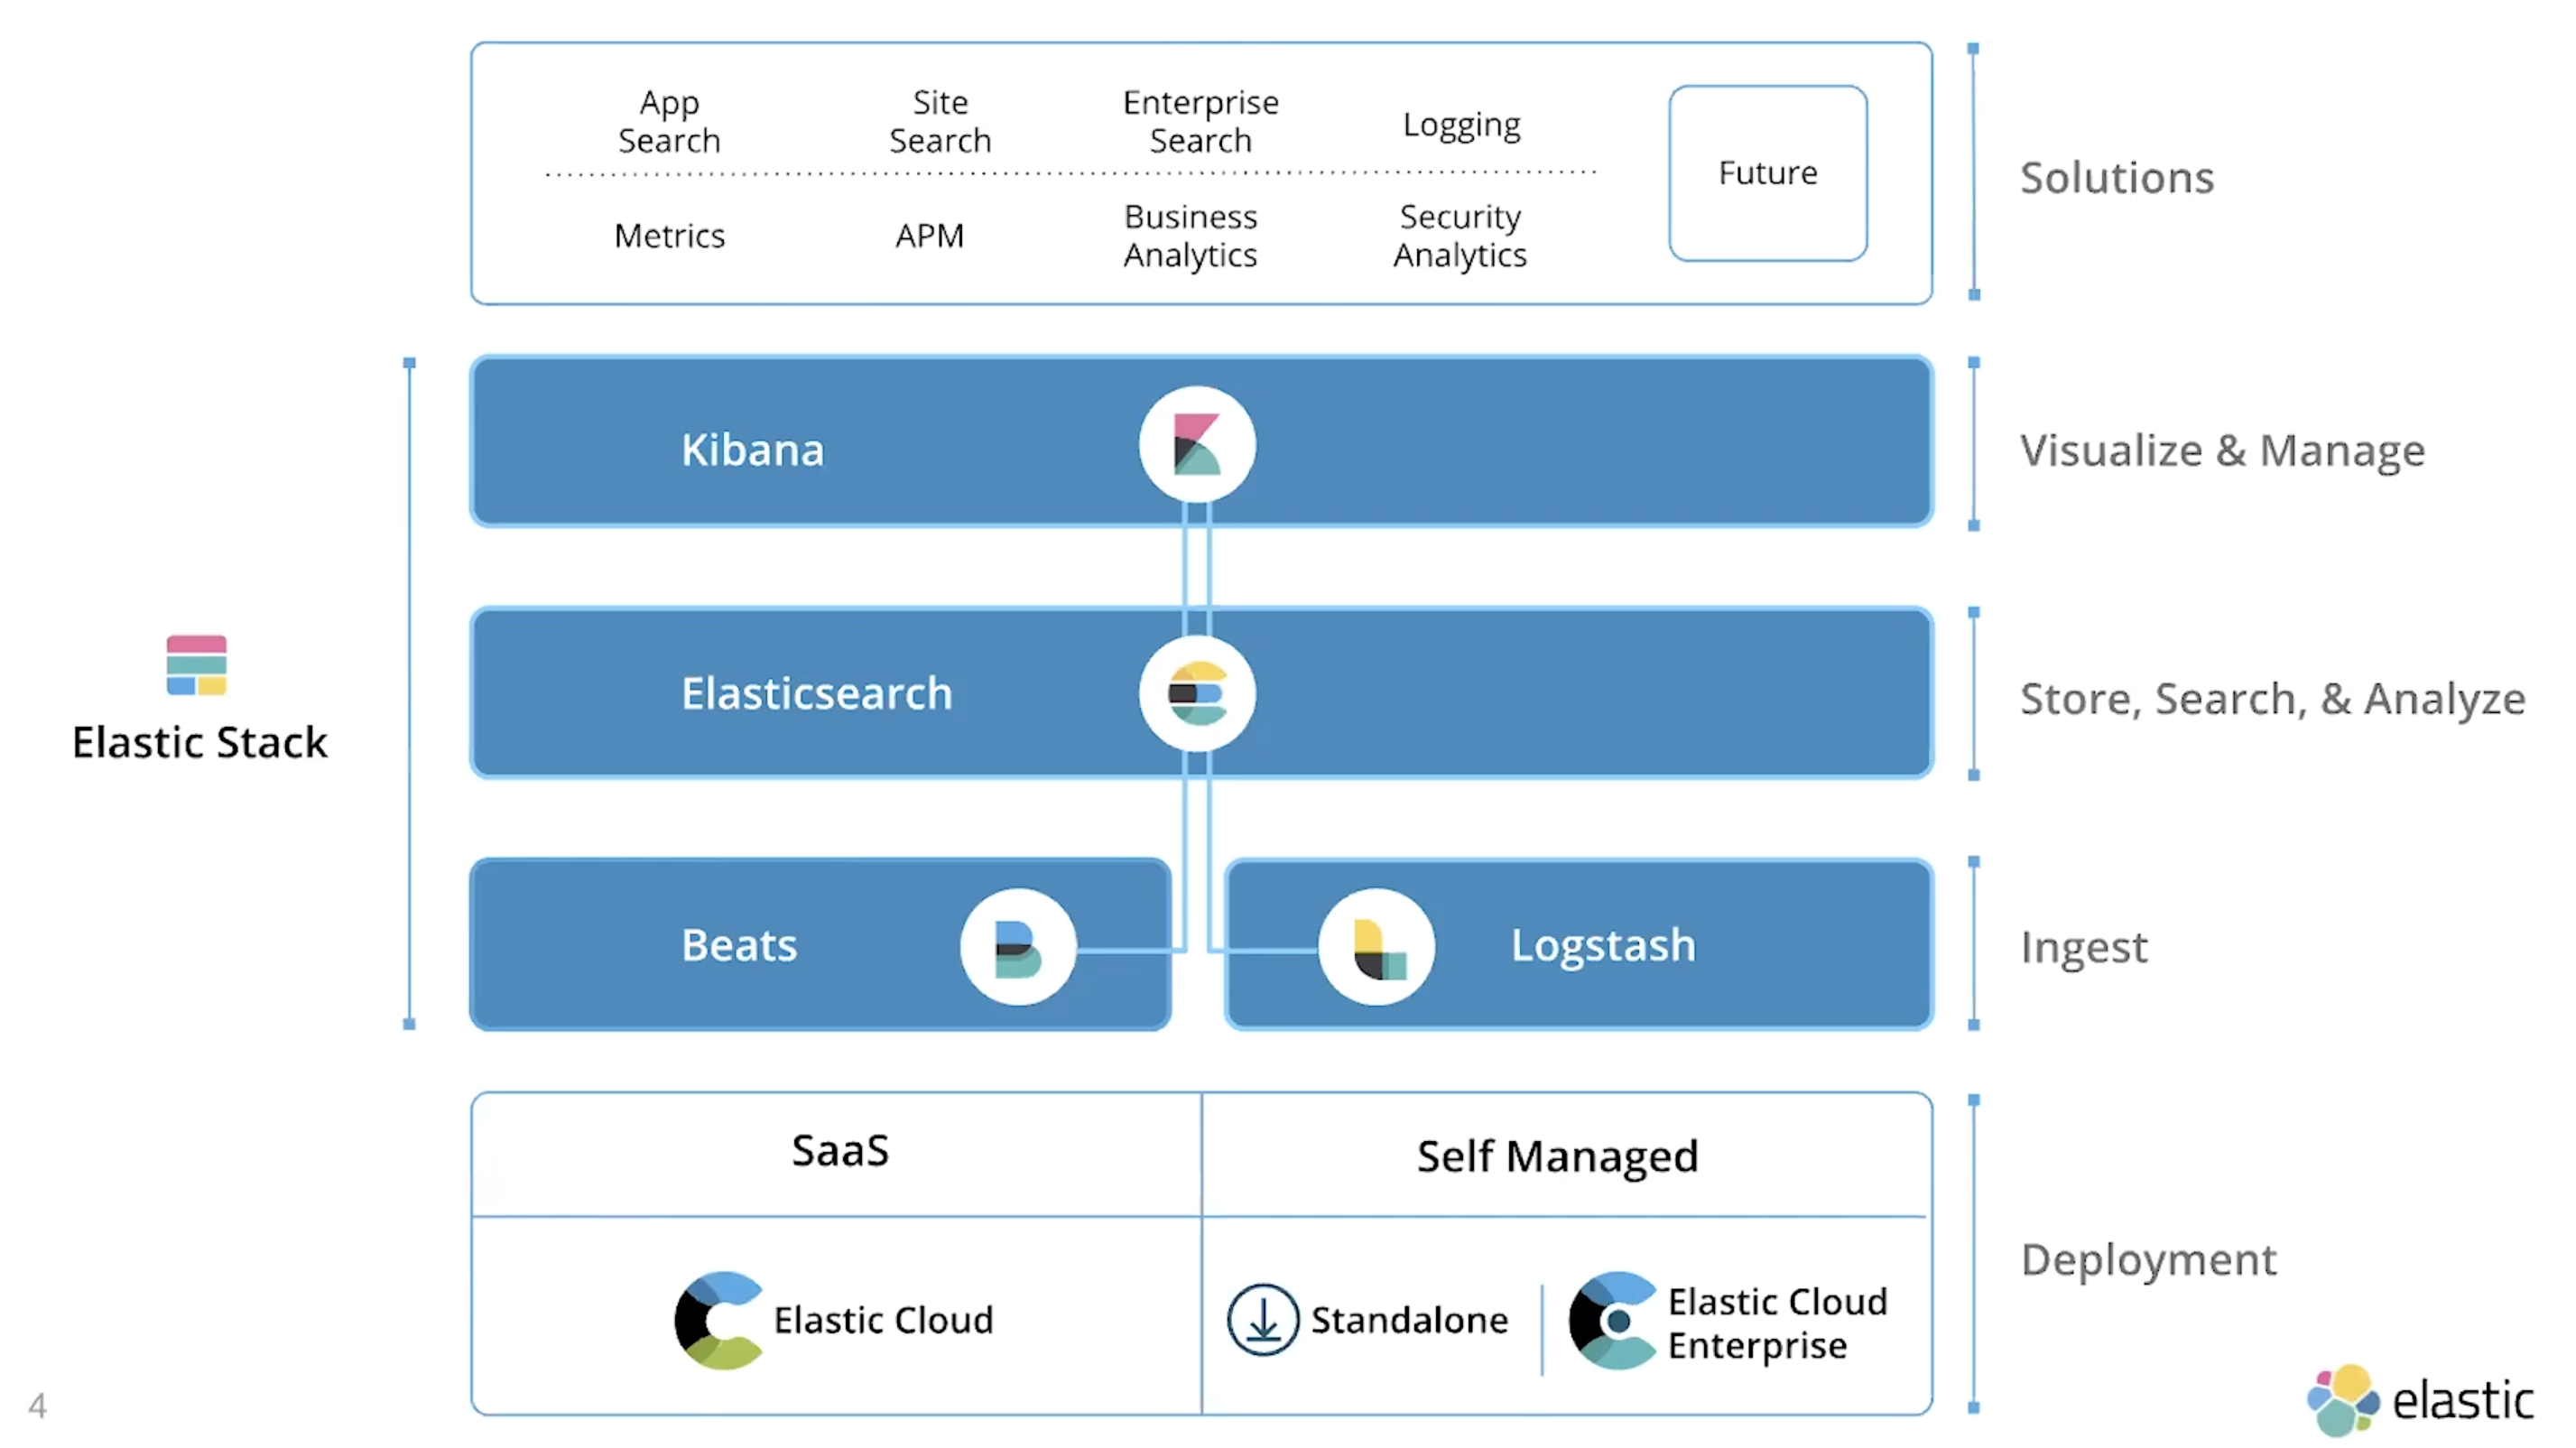 App
Search
Site
Search
Enterprise
Search
Logging
Future
Metrics
APM
Business
Analytics
Security
Analytics
Solutions
Kibana
Visualize & Manage
Elastic Stack
Elasticsearch
Store, Search, & Analyze
Beats
Logstash
Ingest
SaaS
Self Managed
Elastic Cloud
Standalone
Elastic Cloud
Enterprise
Deployment
4
elastic